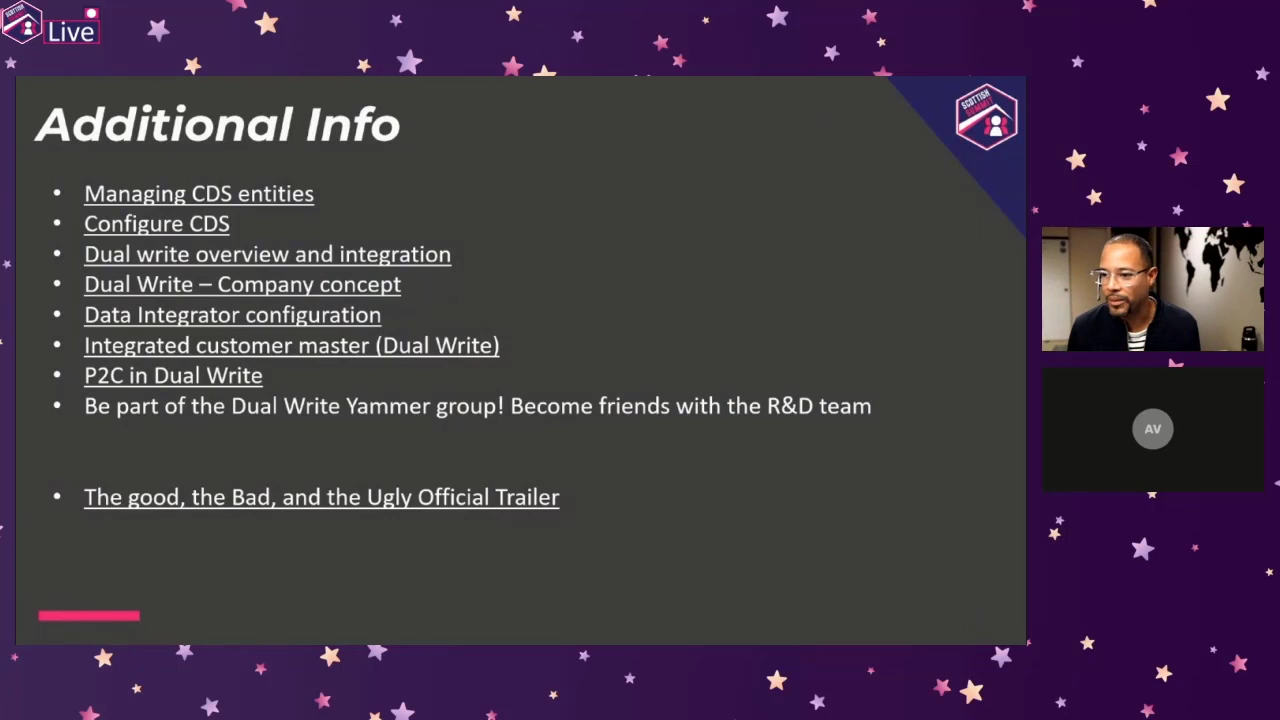 Live
Additional Info
SCOTTISH
SUMMIT
• Managing CDS entities
• Configure CDS
• Dual write overview and integration
• Dual Write – Company concept
• Data Integrator configuration
• Integrated customer master (Dual Write)
• P2C in Dual Write
• Be part of the Dual Write Yammer group! Become friends with the R&D team
• The good, the Bad, and the Ugly Official Trailer
AV